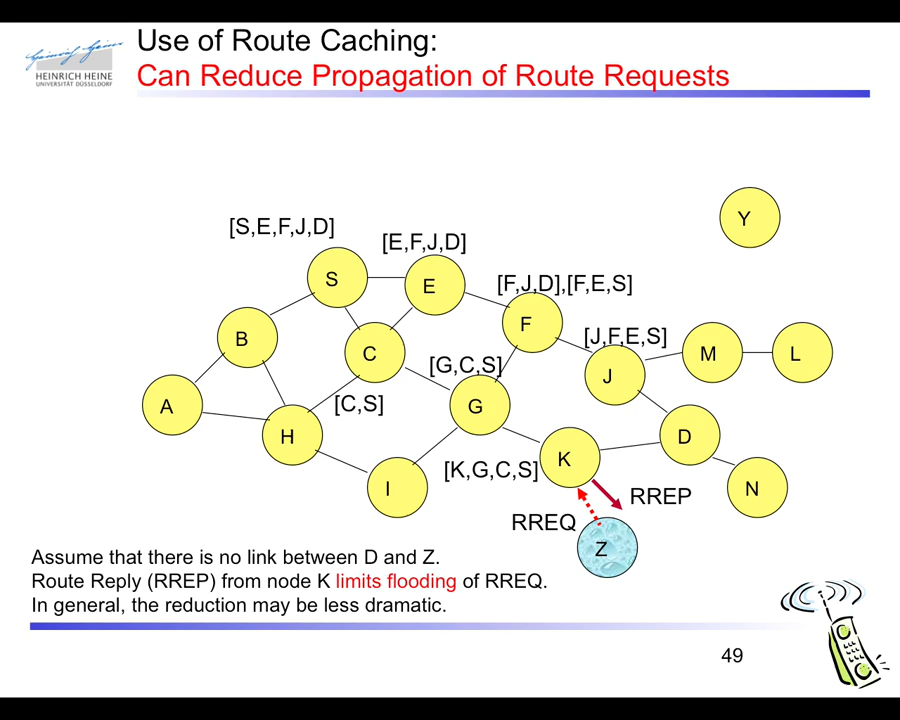 Use of Route Caching:
Can Reduce Propagation of Route Requests
HEINRICH HEINE
UNIVERSITÄT DÜSSELDORF
Y
[S,E,F,J,D]
[E,F,J,D]
S
E
[F,J,D],[F,E,S]
B
F
[J,F,E,S]
C
M
L
[G,C,S]
J
A
[C,S]
G
H
D
K
[K,G,C,S]
I
N
RREP
RREQ
Z
Assume that there is no link between D and Z.
Route Reply (RREP) from node K limits flooding of RREQ.
In general, the reduction may be less dramatic.
49